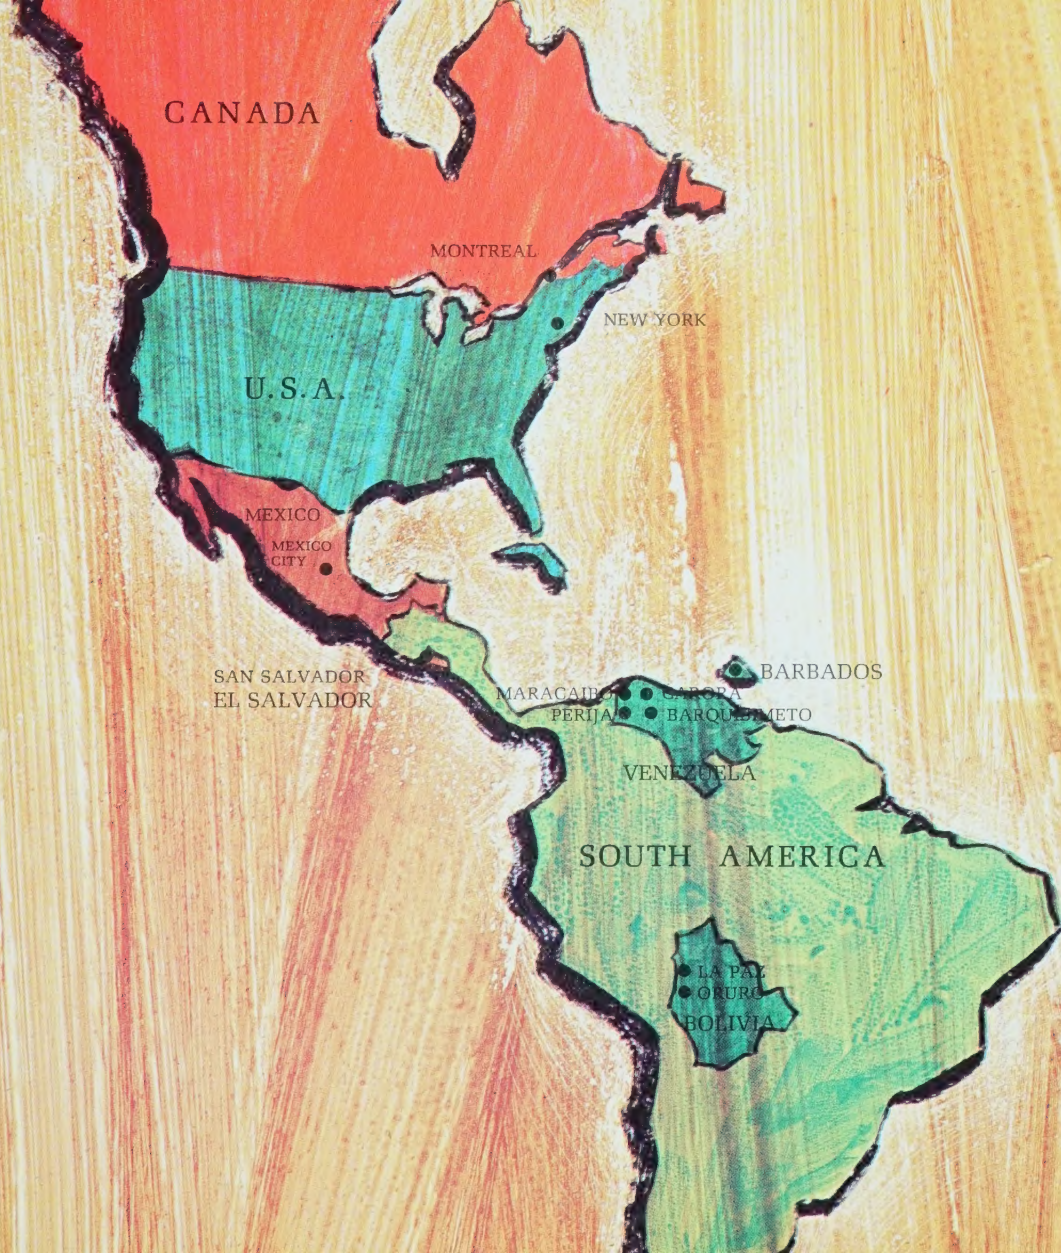 CANADA
MONTREAL
NEW YORK
U.S.A.
MEXICO
MEXICO
CITY
SAN SALVADOR
EL SALVADOR
BARBADOS
MARACAIBO
CARORA
PERIJA
BARQUISIMETO
VENEZUELA
SOUTH AMERICA
LA PAZ
ORURO
BOLIVIA